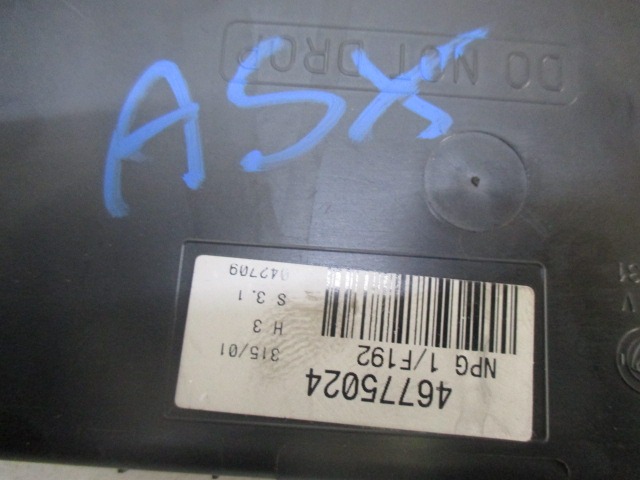 ASX
DO NOT DROP
46775024
NPG 1/F192
315/01
H 3
S 3.1
042709